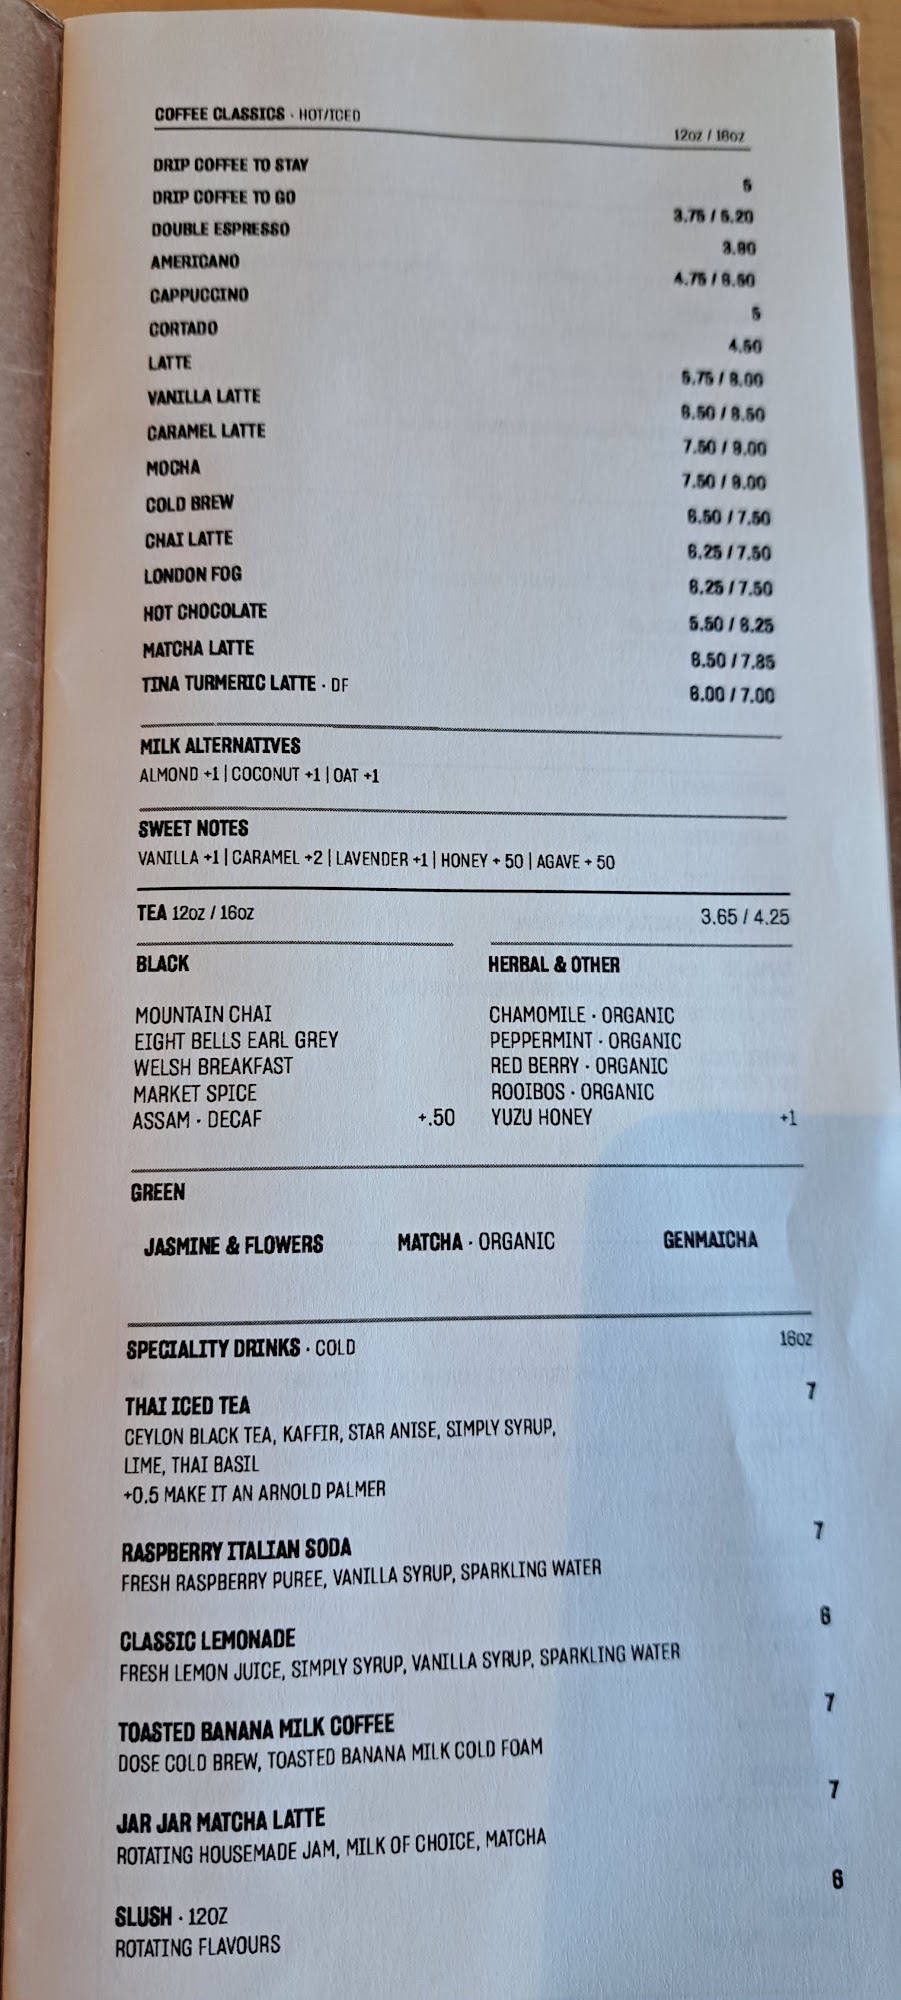 COFFEE CLASSICS · HOT/ICED 12oz / 16oz
DRIP COFFEE TO STAY 5
DRIP COFFEE TO GO 3.75 / 5.20
DOUBLE ESPRESSO
AMERICANO 4.75 /
CAPPUCCINO 5
CORTADO 4.50
LATTE 5.75 /
VANILLA LATTE 6.50 / 8.50
CARAMEL LATTE 7.50 / 9.00
MOCHA 7.50 / 9.00
COLD BREW 6.50 / 7.50
CHAI LATTE 6.25 / 7.50
LONDON FOG 6.25 / 7.50
HOT CHOCOLATE 5.50 / 6.25
MATCHA LATTE 6.50 / 7.85
TINA TURMERIC LATTE · DF 6.00 / 7.00
MILK ALTERNATIVES
ALMOND +1 | COCONUT +1 | OAT +1
SWEET NOTES
VANILLA +1 | CARAMEL +2 | LAVENDER +1 | HONEY + 50 | AGAVE + 50
TEA 12oz / 16oz 3.65 / 4.25
BLACK
MOUNTAIN CHAI
EIGHT BELLS EARL GREY
WELSH BREAKFAST
MARKET SPICE
ASSAM · DECAF +.50
HERBAL & OTHER
CHAMOMILE · ORGANIC
PEPPERMINT · ORGANIC
RED BERRY · ORGANIC
ROOIBOS · ORGANIC
YUZU HONEY +1
GREEN
JASMINE & FLOWERS MATCHA · ORGANIC GENMAICHA
SPECIALITY DRINKS · COLD 16oz
THAI ICED TEA 7
CEYLON BLACK TEA, KAFFIR, STAR ANISE, SIMPLY SYRUP,
LIME, THAI BASIL
+0.5 MAKE IT AN ARNOLD PALMER
RASPBERRY ITALIAN SODA 7
FRESH RASPBERRY PUREE, VANILLA SYRUP, SPARKLING WATER
CLASSIC LEMONADE 6
FRESH LEMON JUICE, SIMPLY SYRUP, VANILLA SYRUP, SPARKLING WATER
TOASTED BANANA MILK COFFEE 7
DOSE COLD BREW, TOASTED BANANA MILK COLD FOAM
JAR JAR MATCHA LATTE 7
ROTATING HOUSEMADE JAM, MILK OF CHOICE, MATCHA
SLUSH · 12OZ 6
ROTATING FLAVOURS